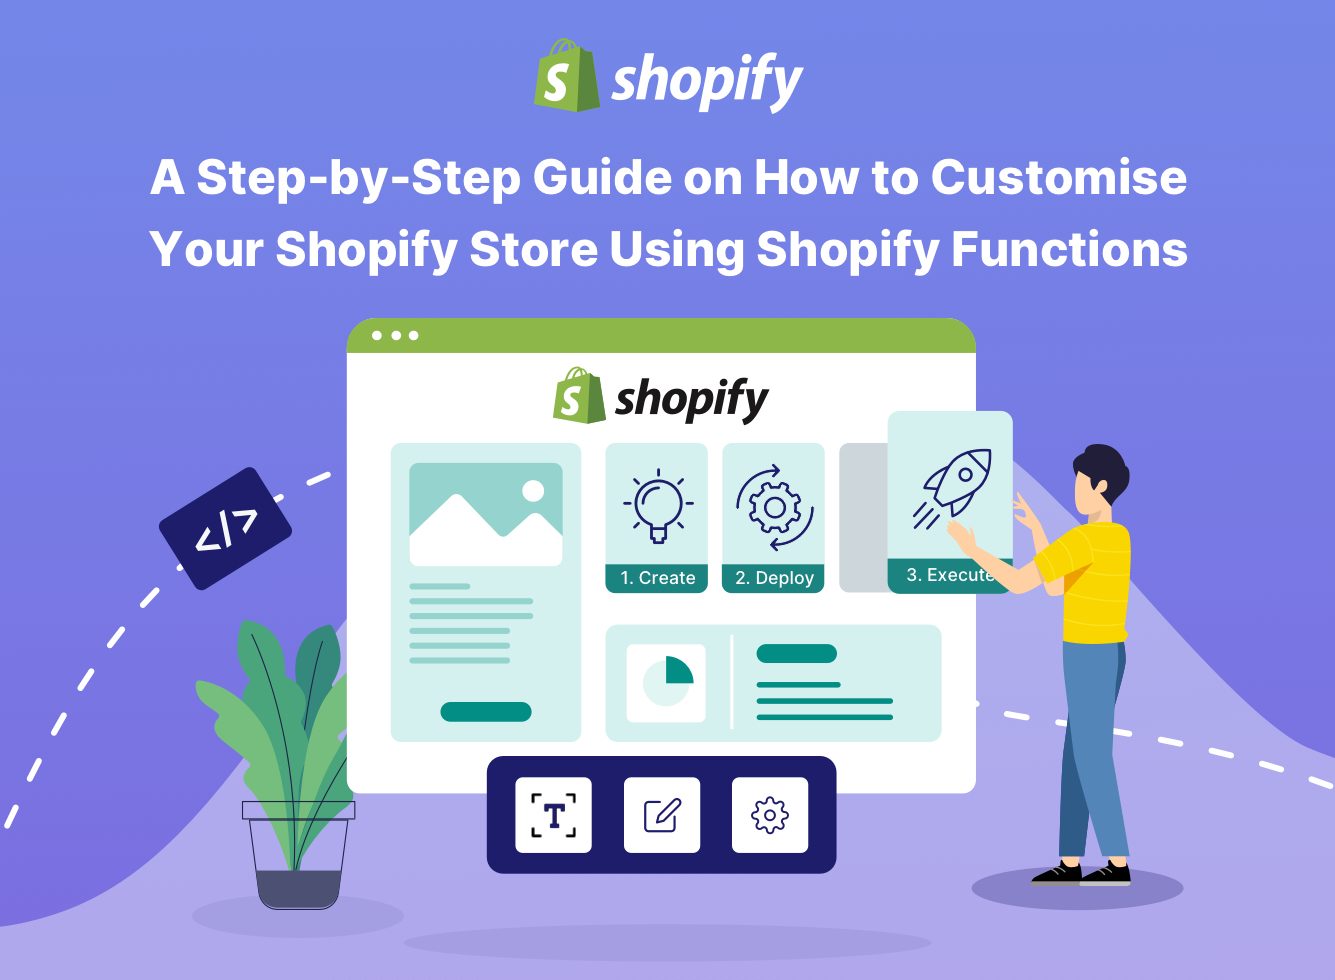 shopify
A Step-by-Step Guide on How to Customise
Your Shopify Store Using Shopify Functions
shopify
1. Create
2. Deploy
3. Execute
</>
T